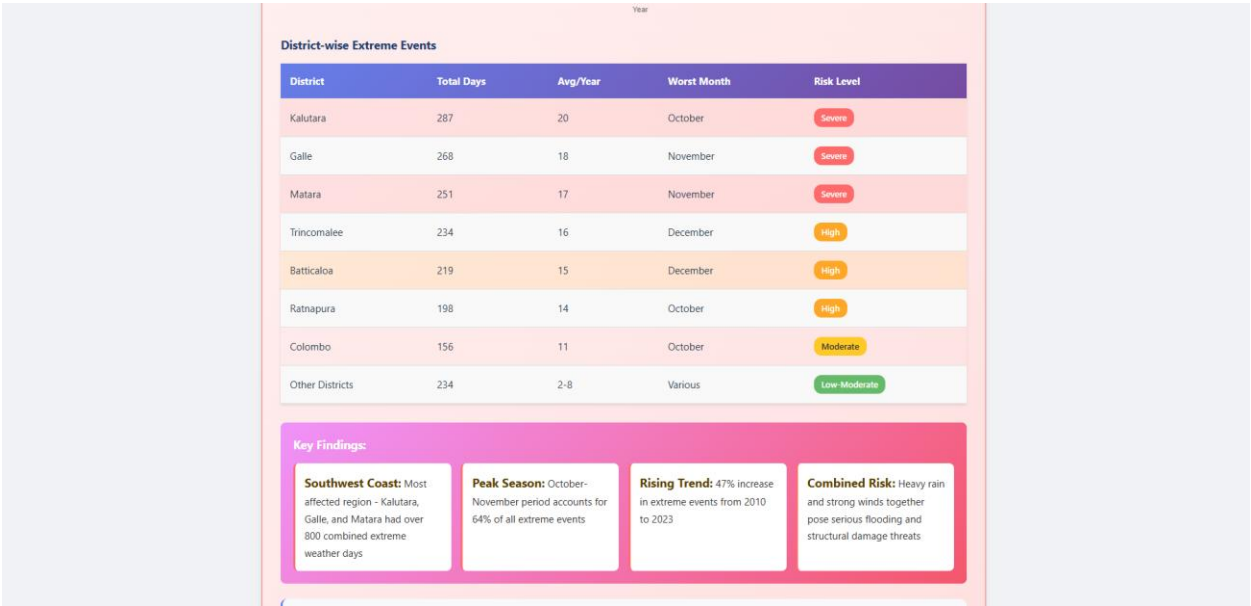 Year
District-wise Extreme Events
District Total Days Avg/Year Worst Month Risk Level
Kalutara 287 20 October Severe
Galle 268 18 November Severe
Matara 251 17 November Severe
Trincomalee 234 16 December High
Batticaloa 219 15 December High
Ratnapura 198 14 October High
Colombo 156 11 October Moderate
Other Districts 234 2-8 Various Low-Moderate
Key Findings:
Southwest Coast: Most
affected region - Kalutara,
Galle, and Matara had over
800 combined extreme
weather days
Peak Season: October-
November period accounts for
64% of all extreme events
Rising Trend: 47% increase
in extreme events from 2010
to 2023
Combined Risk: Heavy rain
and strong winds together
pose serious flooding and
structural damage threats